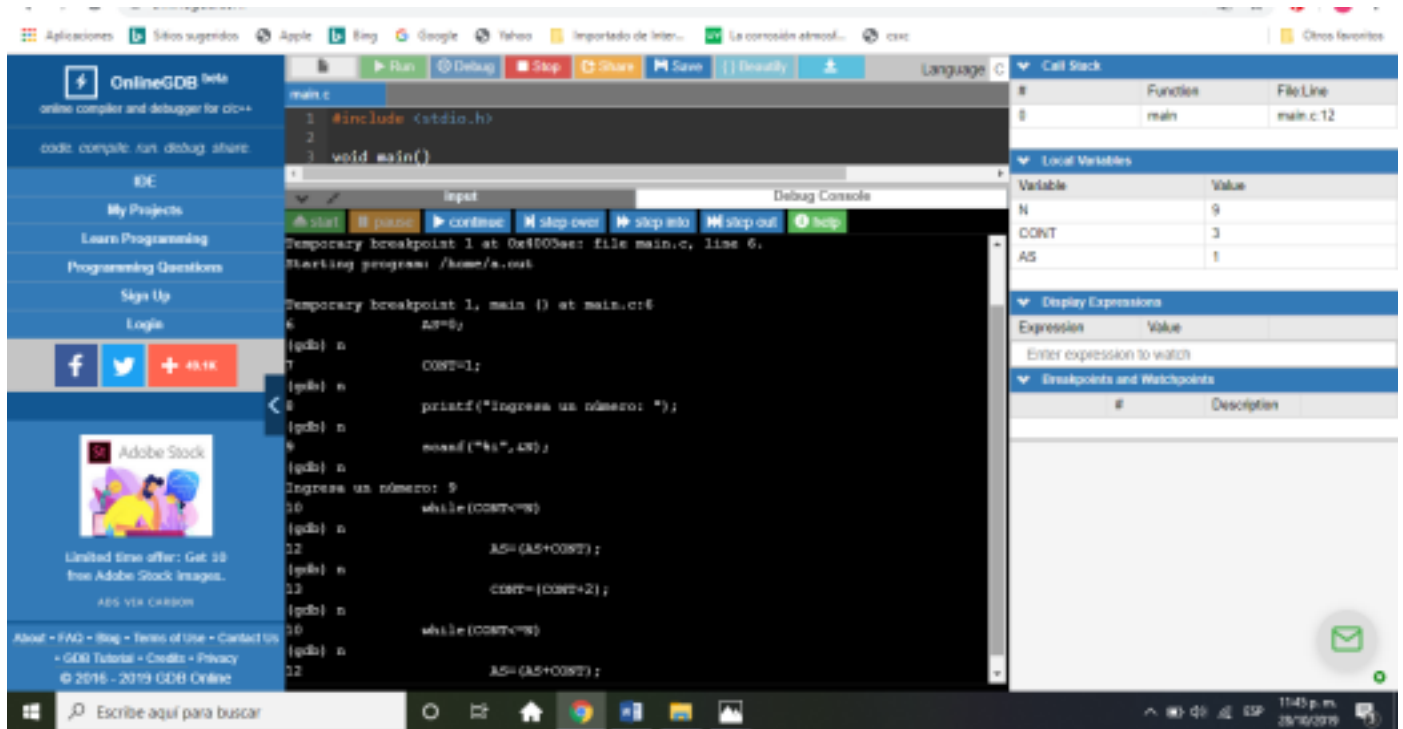 Aplicaciones Sitios sugeridos Apple Bing Google Yahoo Importado de Inter... La corrosión atmosf... csxc Otros favoritos
OnlineGDB beta
online compiler and debugger for c/c++
code. compile. run. debug. share.
IDE
My Projects
Learn Programming
Programming Questions
Sign Up
Login
49.1K
Adobe Stock
Limited time offer: Get 10
free Adobe Stock images.
ADS VIA CARBON
About • FAQ • Blog • Terms of Use • Contact Us
• GDB Tutorial • Credits • Privacy
© 2016 - 2019 GDB Online
Run Debug Stop Share Save { } Beautify Language C
main.c
1 #include <stdio.h>
2
3 void main()
input Debug Console
start pause continue step over step into step out help
Temporary breakpoint 1 at 0x4005ae: file main.c, line 6.
Starting program: /home/a.out
Temporary breakpoint 1, main () at main.c:6
6 AS=0;
(gdb) n
7 CONT=1;
(gdb) n
8 printf("Ingresa un número: ");
(gdb) n
9 scanf("%i",&N);
(gdb) n
Ingresa un número: 9
10 while(CONT<=N)
(gdb) n
12 AS=(AS+CONT);
(gdb) n
13 CONT=(CONT+2);
(gdb) n
10 while(CONT<=N)
(gdb) n
12 AS=(AS+CONT);
Call Stack
# Function File:Line
0 main main.c:12
Local Variables
Variable Value
N 9
CONT 3
AS 1
Display Expressions
Expression Value
Enter expression to watch
Breakpoints and Watchpoints
# Description
Escribe aquí para buscar
ESP
11:45 p. m.
28/10/2019